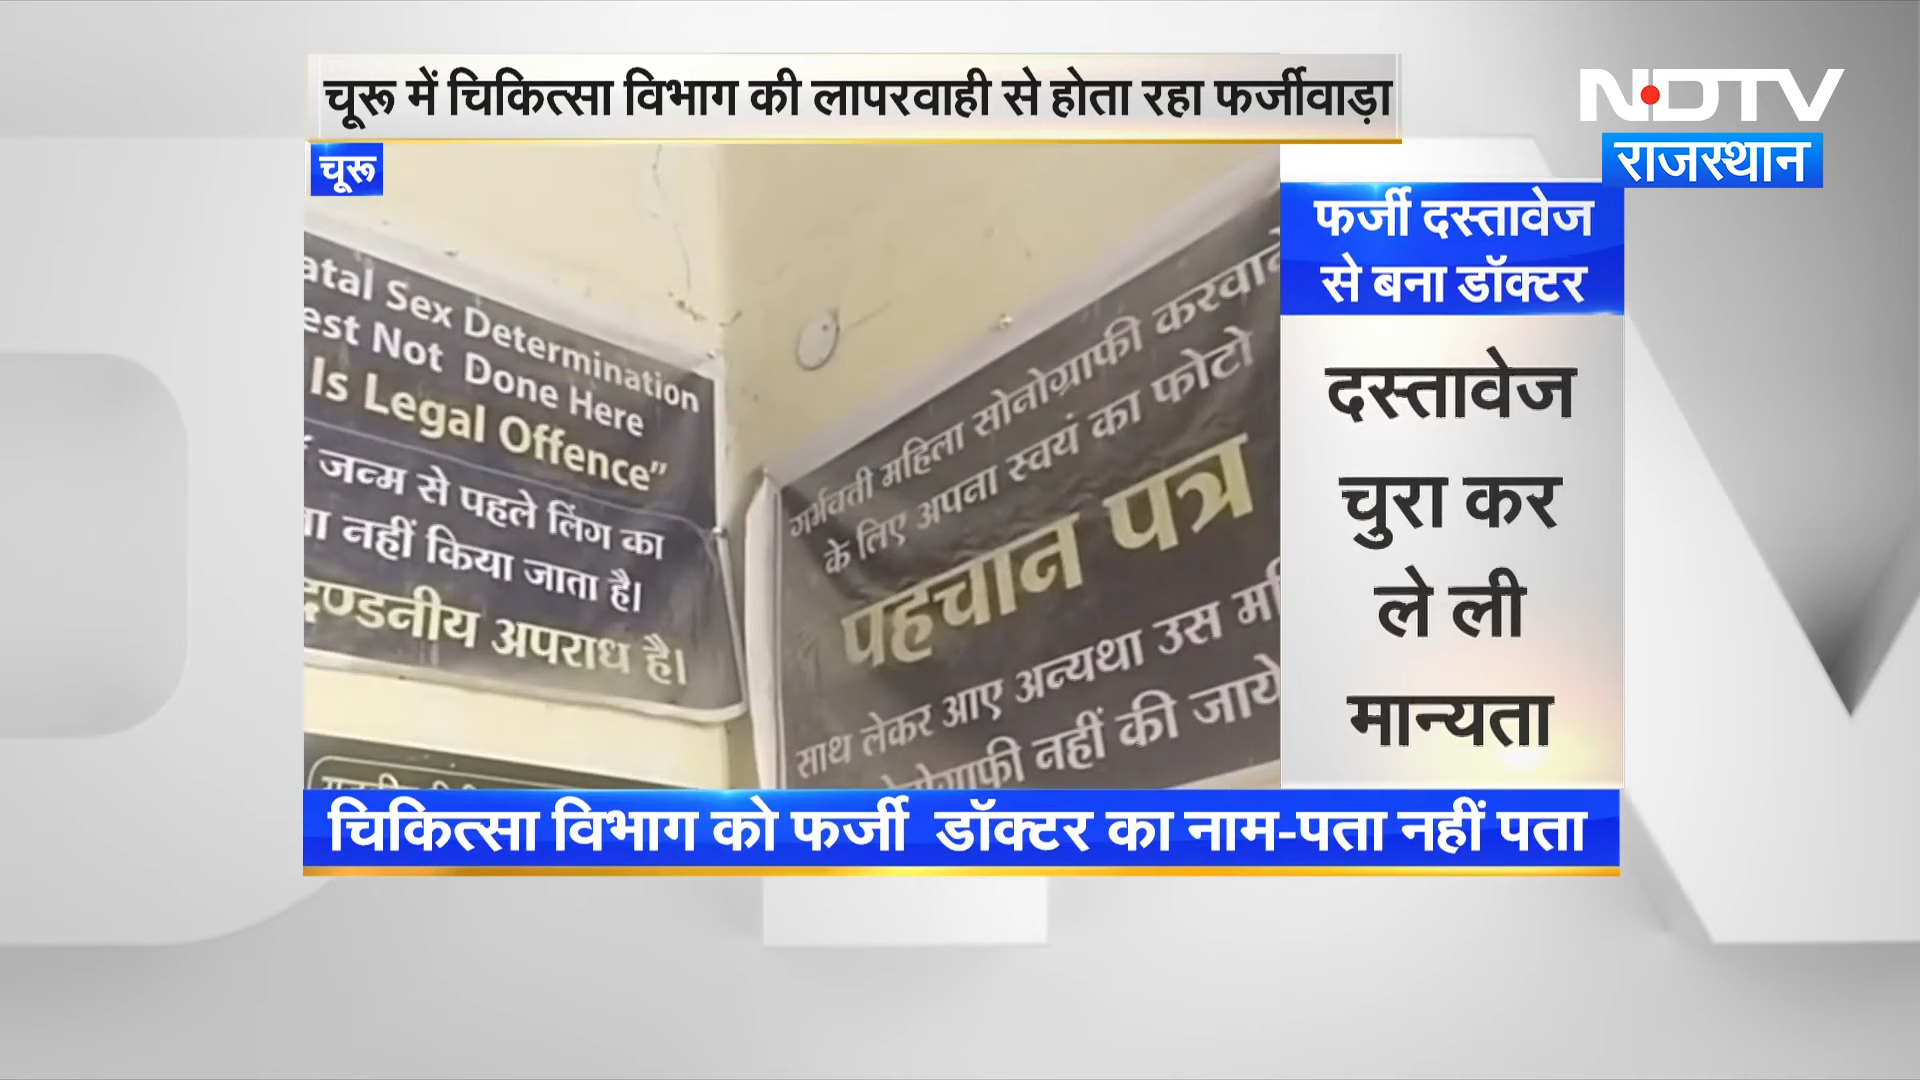 चूरू में चिकित्सा विभाग की लापरवाही से होता रहा फर्जीवाड़ा
NDTV
राजस्थान
चूरू
Sex Determination
Not Done Here
Is Legal Offence”
जन्म से पहले लिंग का
नहीं किया जाता है।
दण्डनीय अपराध है।
गर्भवती महिला सोनोग्राफी करवाने
के लिए अपना स्वयं का फोटो
पहचान पत्र
साथ लेकर आए अन्यथा उस
नहीं की जाये
फर्जी दस्तावेज
से बना डॉक्टर
दस्तावेज
चुरा कर
ले ली
मान्यता
चिकित्सा विभाग को फर्जी डॉक्टर का नाम-पता नहीं पता